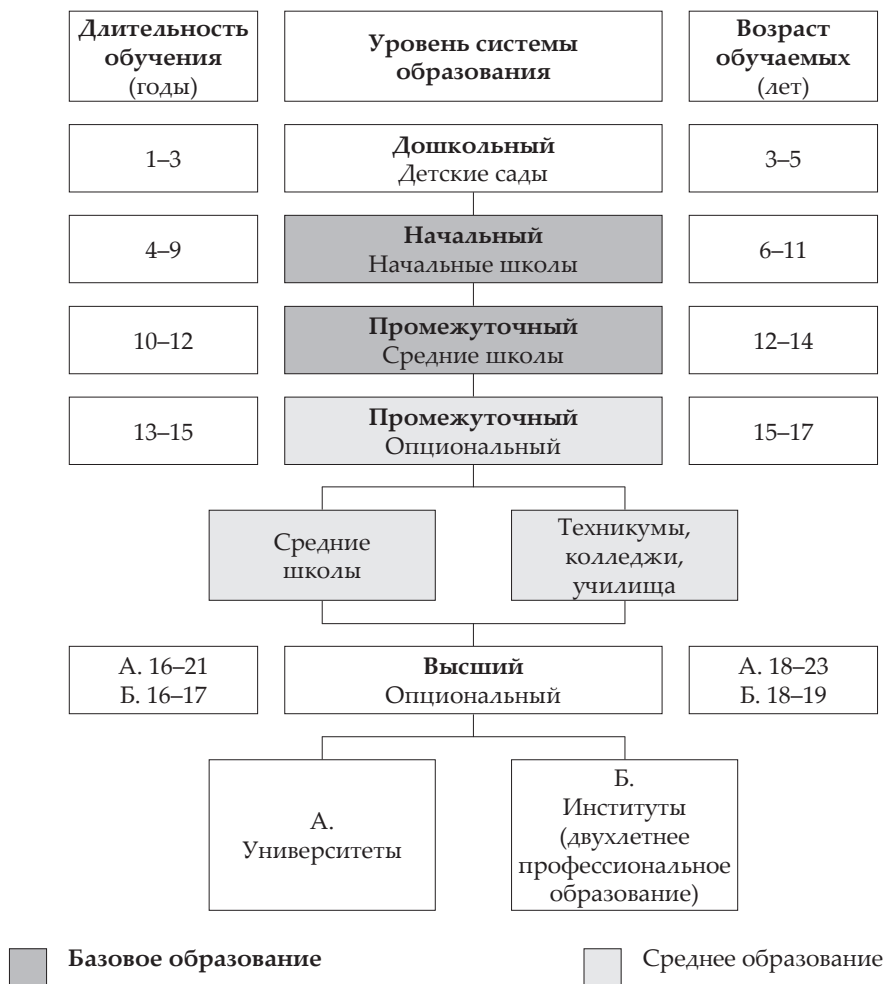 Длительность
обучения
(годы)
Уровень системы
образования
Возраст
обучаемых
(лет)
1–3
Дошкольный
Детские сады
3–5
4–9
Начальный
Начальные школы
6–11
10–12
Промежуточный
Средние школы
12–14
13–15
Промежуточный
Опциональный
15–17
Средние
школы
Техникумы,
колледжи,
училища
А. 16–21
Б. 16–17
Высший
Опциональный
А. 18–23
Б. 18–19
А.
Университеты
Б.
Институты
(двухлетнее
профессиональное
образование)
Базовое образование
Среднее образование